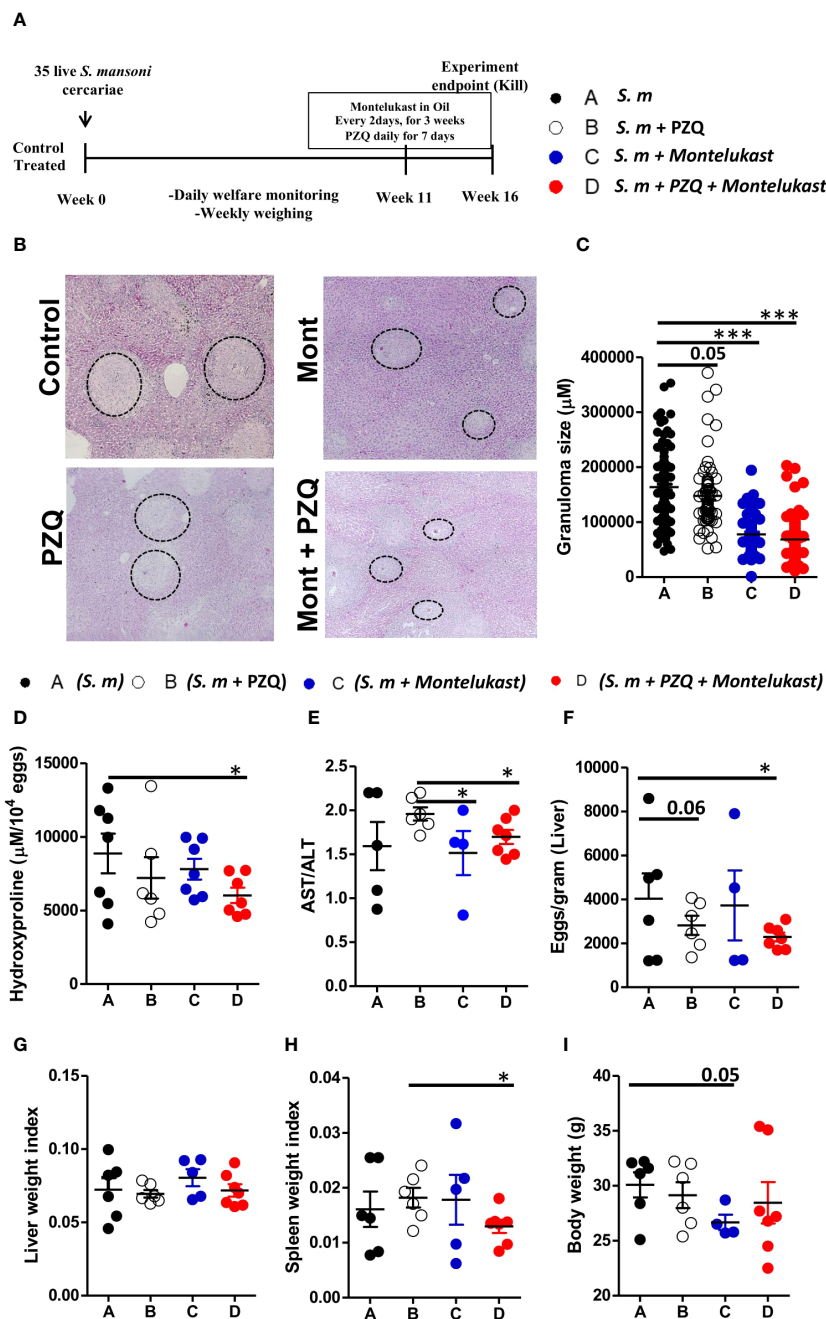 A
35 live S. mansoni
cercariae
Experiment
endpoint (Kill)
Montelukast in Oil
Every 2days, for 3 weeks
PZQ daily for 7 days
Control
Treated
Week 0
-Daily welfare monitoring
-Weekly weighing
Week 11
Week 16
A S. m
B S. m + PZQ
C S. m + Montelukast
D S. m + PZQ + Montelukast
B
Control
Mont
PZQ
Mont + PZQ
C
***
***
0.05
400000
300000
200000
100000
0
Granuloma size (µM)
A B C D
A (S. m) B (S. m + PZQ) C (S. m + Montelukast) D (S. m + PZQ + Montelukast)
D
*
15000
10000
5000
0
Hydroxyproline (µM/10⁴ eggs)
A B C D
E
*
*
2.5
2.0
1.5
1.0
0.5
0.0
AST/ALT
A B C D
F
*
0.06
10000
8000
6000
4000
2000
0
Eggs/gram (Liver)
A B C D
G
0.15
0.10
0.05
0.00
Liver weight index
A B C D
H
*
0.04
0.03
0.02
0.01
0.00
Spleen weight index
A B C D
I
0.05
40
35
30
25
20
Body weight (g)
A B C D